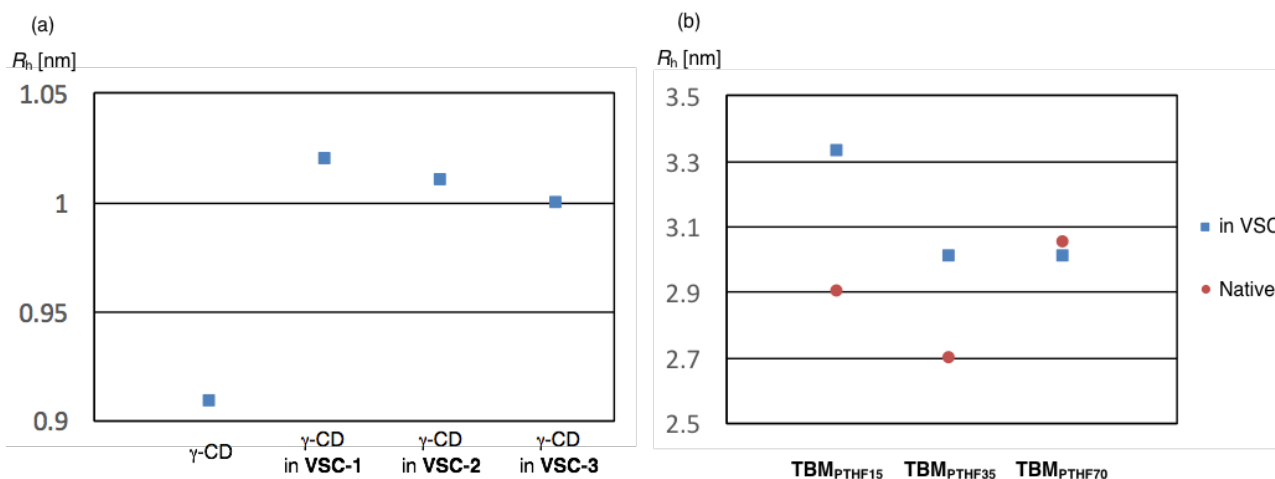 (a)
Rh [nm]
1.05
1
0.95
0.9
γ-CD
γ-CD
in VSC-1
γ-CD
in VSC-2
γ-CD
in VSC-3
(b)
Rh [nm]
3.5
3.3
3.1
2.9
2.7
2.5
TBMPTHF15
TBMPTHF35
TBMPTHF70
in VSC
Native